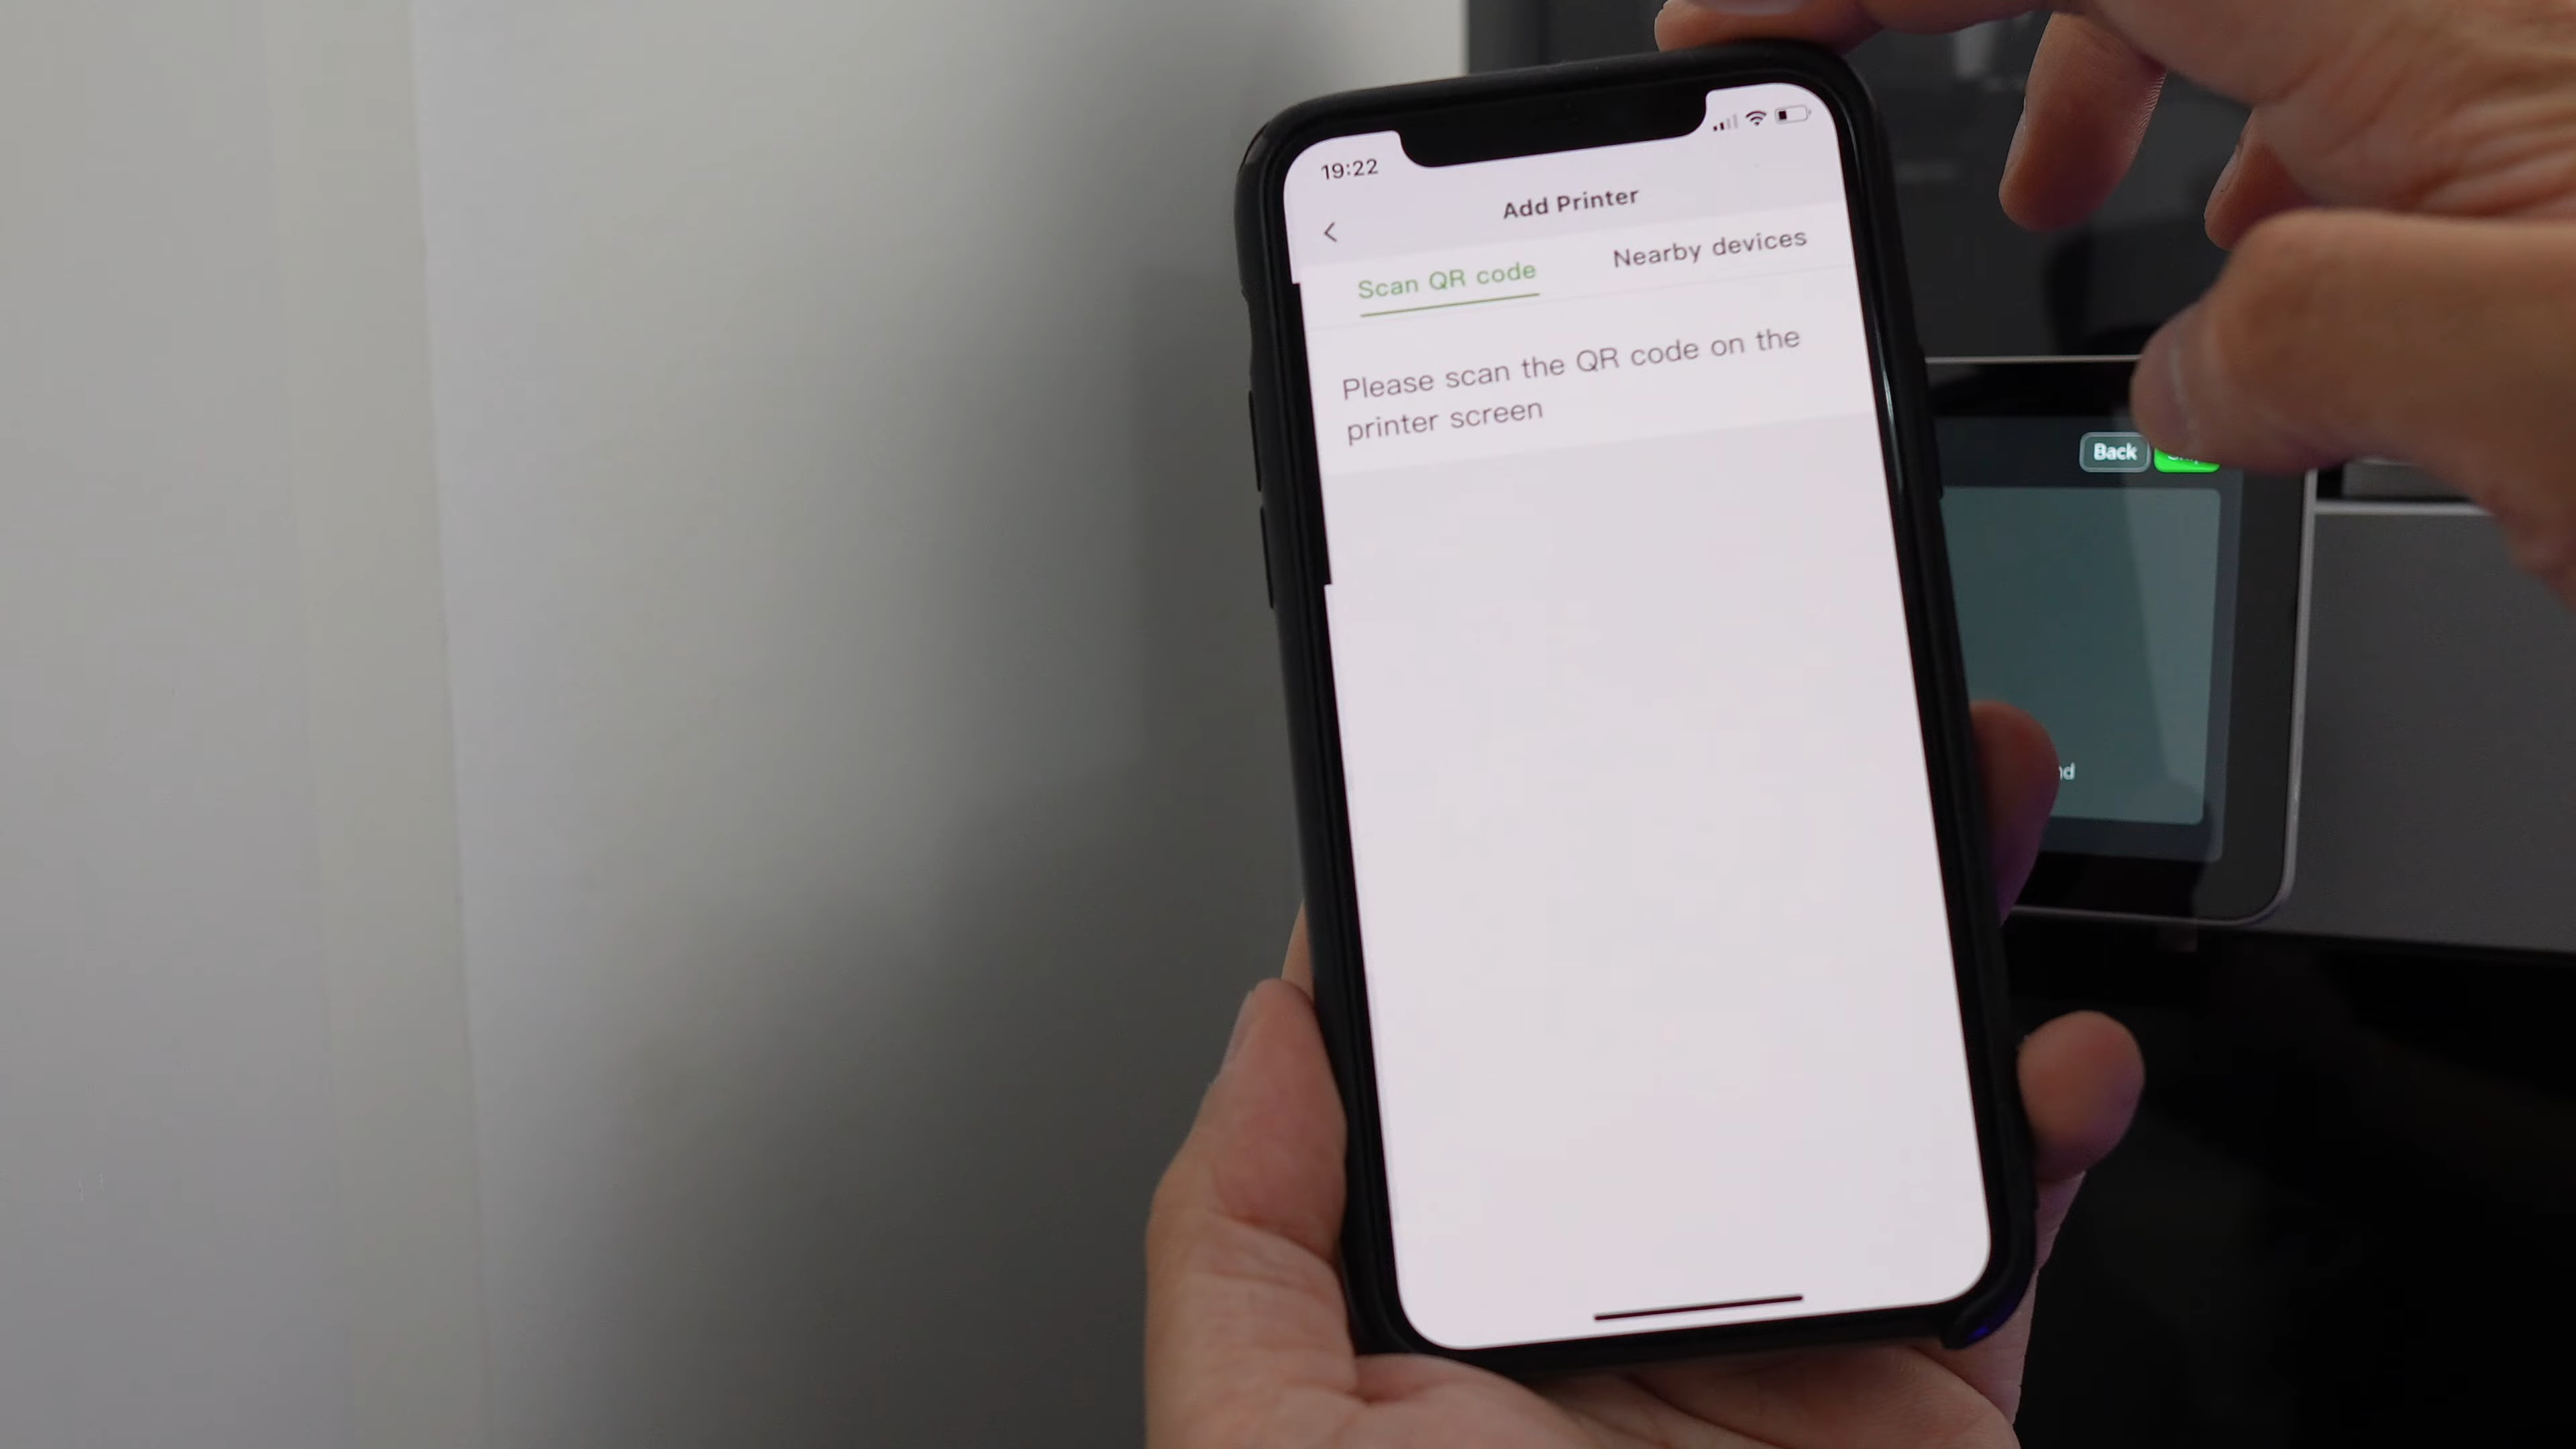 19:22
Add Printer
Scan QR code
Nearby devices
Please scan the QR code on the
printer screen
Back